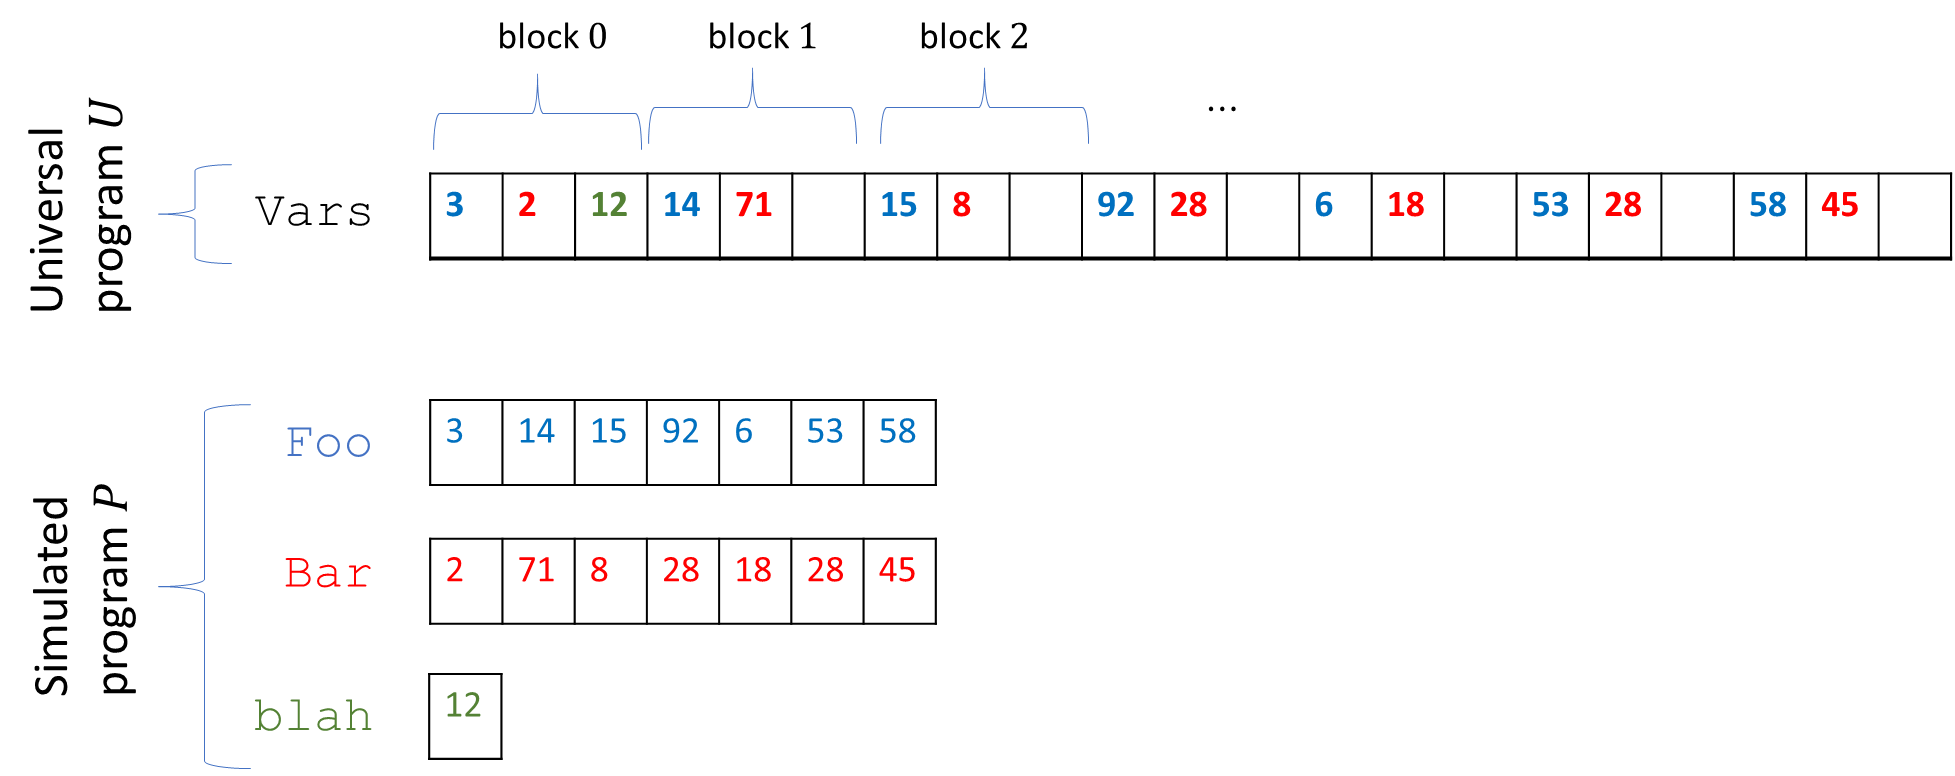 block 0 block 1 block 2
...
Universal
program U
Vars 3 2 12 14 71 15 8 92 28 6 18 53 28 58 45
Simulated
program P
Foo 3 14 15 92 6 53 58
Bar 2 71 8 28 18 28 45
blah 12